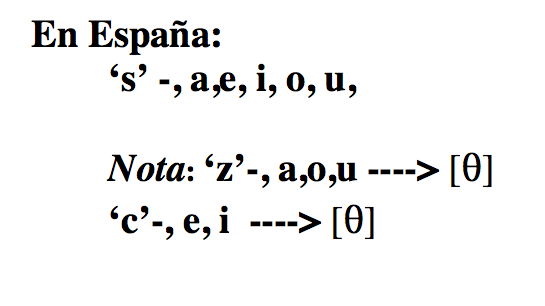 En España:
‘s’ -, a,e, i, o, u,
Nota: ‘z’-, a,o,u ----> [θ]
‘c’-, e, i ----> [θ]